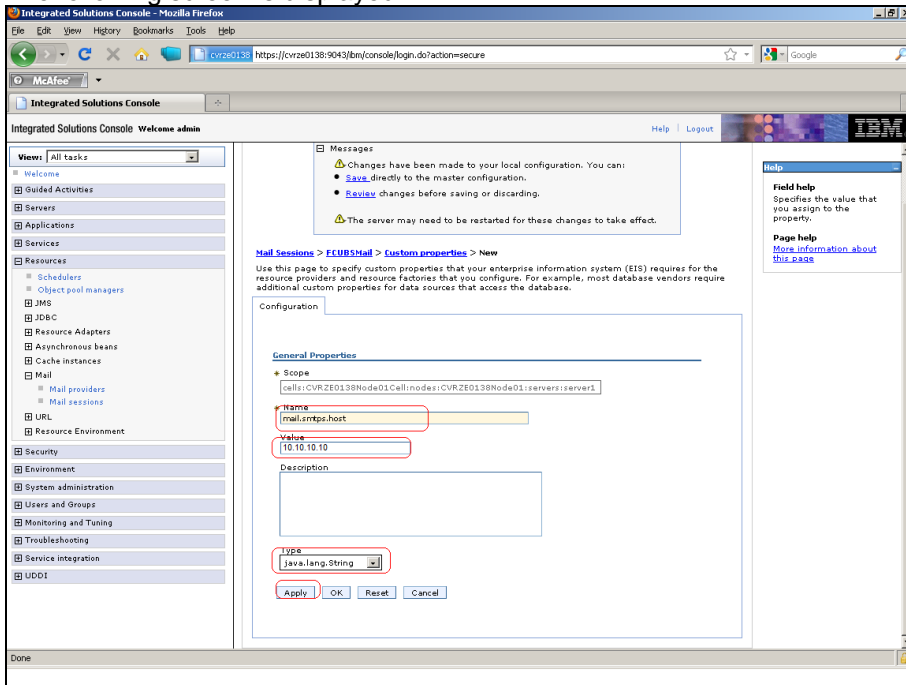 Integrated Solutions Console - Mozilla Firefox
File Edit View History Bookmarks Tools Help
cvrze0138 https://cvrze0138:9043/ibm/console/login.do?action=secure
Google
McAfee
Integrated Solutions Console
Integrated Solutions Console Welcome admin
Help | Logout
IBM
View: All tasks
Welcome
Guided Activities
Servers
Applications
Services
Resources
Schedulers
Object pool managers
JMS
JDBC
Resource Adapters
Asynchronous beans
Cache instances
Mail
Mail providers
Mail sessions
URL
Resource Environment
Security
Environment
System administration
Users and Groups
Monitoring and Tuning
Troubleshooting
Service integration
UDDI
Messages
Changes have been made to your local configuration. You can:
Save directly to the master configuration.
Review changes before saving or discarding.
The server may need to be restarted for these changes to take effect.
Mail Sessions > FCUBSMail > Custom properties > New
Use this page to specify custom properties that your enterprise information system (EIS) requires for the
resource providers and resource factories that you configure. For example, most database vendors require
additional custom properties for data sources that access the database.
Configuration
General Properties
Scope
cells:CVRZE0138Node01Cell:nodes:CVRZE0138Node01:servers:server1
Name
mail.smtps.host
Value
10.10.10.10
Description
Type
java.lang.String
Apply OK Reset Cancel
Help
Field help
Specifies the value that
you assign to the
property.
Page help
More information about
this page
Done